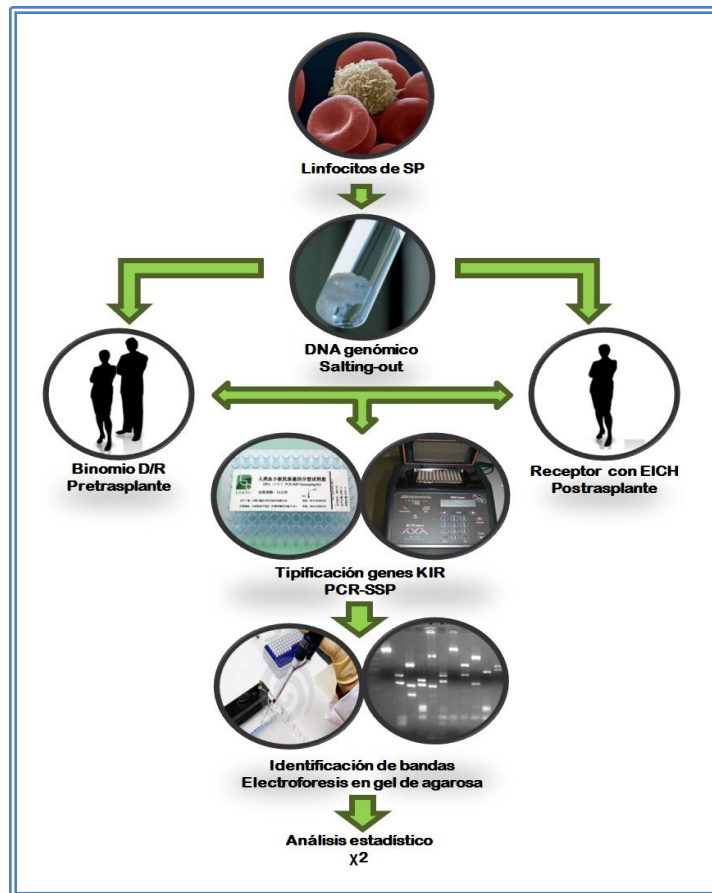 Linfocitos de SP
DNA genómico
Salting-out
Binomio D/R
Pretrasplante
Receptor con EICH
Postrasplante
Tipificación genes KIR
PCR-SSP
Identificación de bandas
Electroforesis en gel de agarosa
Análisis estadístico
χ2